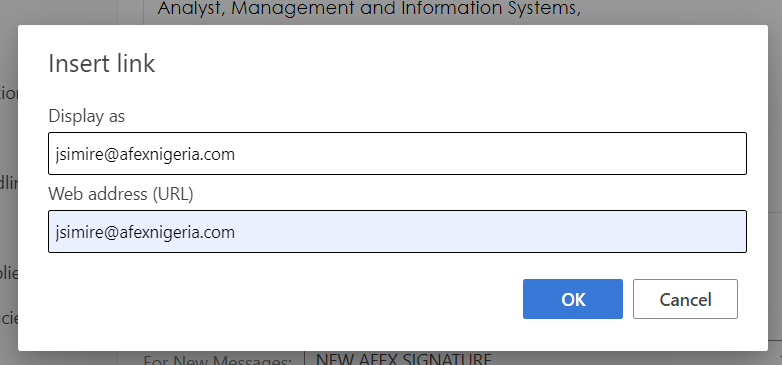 Analyst, Management and Information Systems,
Insert link
Display as
jsimire@afexnigeria.com
Web address (URL)
jsimire@afexnigeria.com
OK
Cancel
For New Messages:
NEW AFEX SIGNATURE